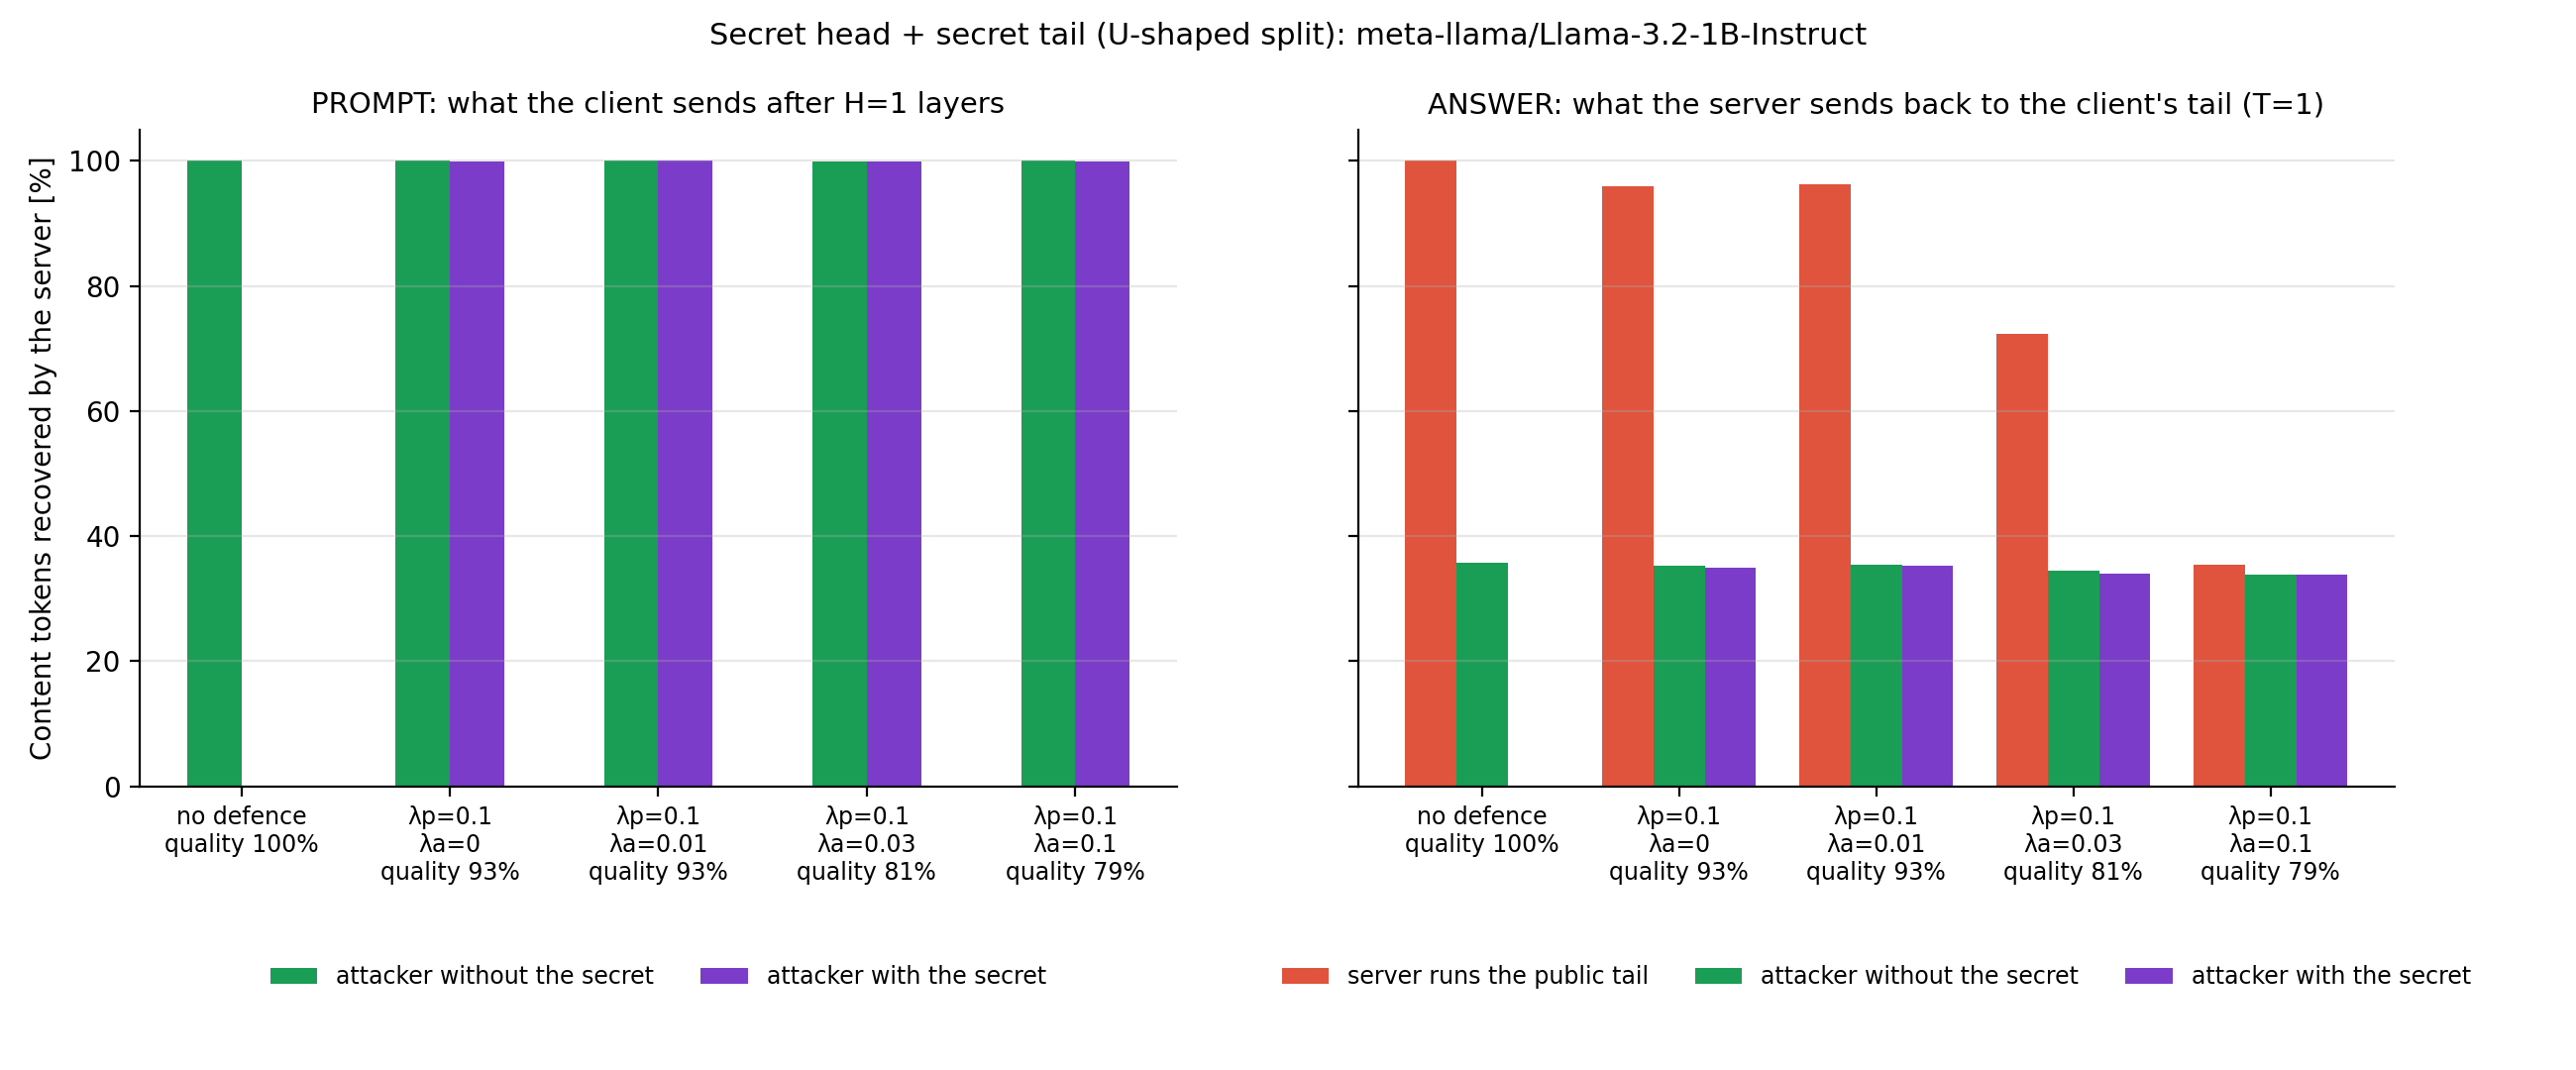 Secret head + secret tail (U-shaped split): meta-llama/Llama-3.2-1B-Instruct
PROMPT: what the client sends after H=1 layers
Content tokens recovered by the server [%]
100
80
60
40
20
0
no defence
quality 100%
λp=0.1
λa=0
quality 93%
λp=0.1
λa=0.01
quality 93%
λp=0.1
λa=0.03
quality 81%
λp=0.1
λa=0.1
quality 79%
attacker without the secret
attacker with the secret
ANSWER: what the server sends back to the client's tail (T=1)
no defence
quality 100%
λp=0.1
λa=0
quality 93%
λp=0.1
λa=0.01
quality 93%
λp=0.1
λa=0.03
quality 81%
λp=0.1
λa=0.1
quality 79%
server runs the public tail
attacker without the secret
attacker with the secret